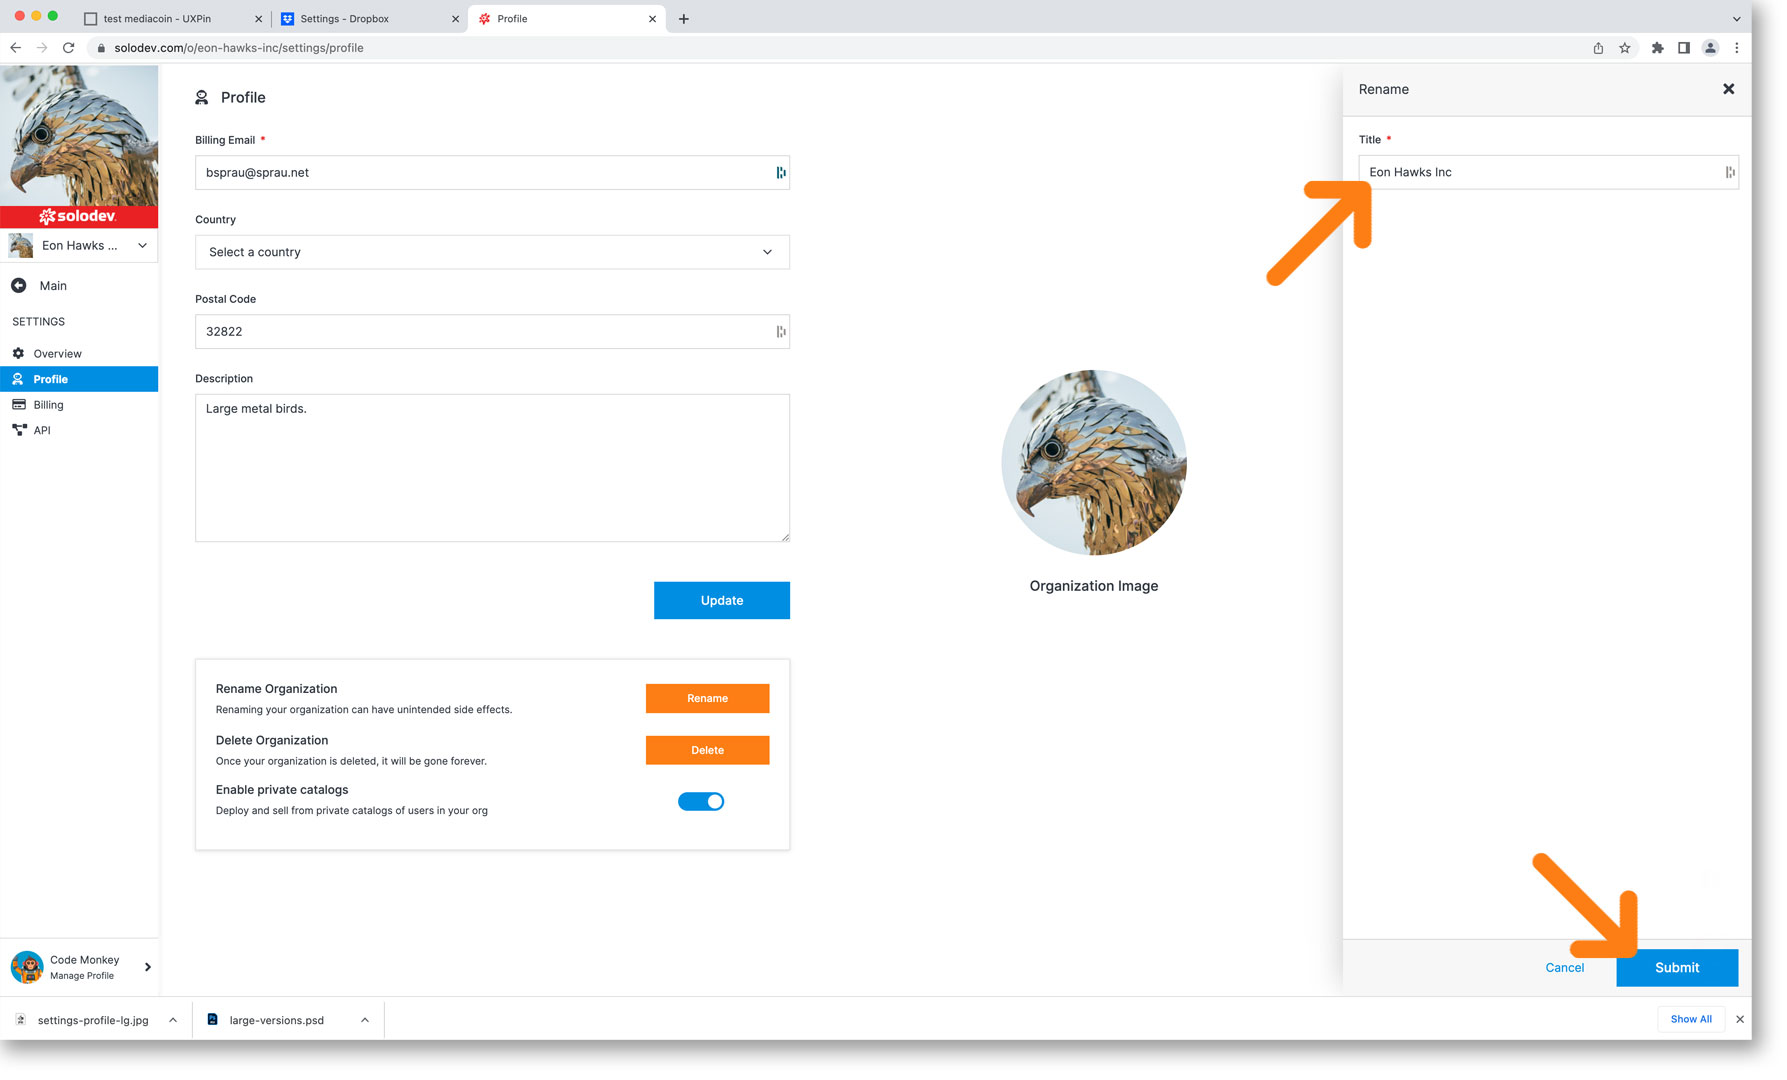 test mediacoin - UXPin
Settings - Dropbox
Profile
solodev.com/o/eon-hawks-inc/settings/profile
solodev
Eon Hawks ...
Main
SETTINGS
Overview
Profile
Billing
API
Code Monkey
Manage Profile
Profile
Billing Email *
bsprau@sprau.net
Country
Select a country
Postal Code
32822
Description
Large metal birds.
Update
Rename Organization
Renaming your organization can have unintended side effects.
Rename
Delete Organization
Once your organization is deleted, it will be gone forever.
Delete
Enable private catalogs
Deploy and sell from private catalogs of users in your org
Organization Image
Rename
Title *
Eon Hawks Inc
Cancel
Submit
settings-profile-lg.jpg
large-versions.psd
Show All